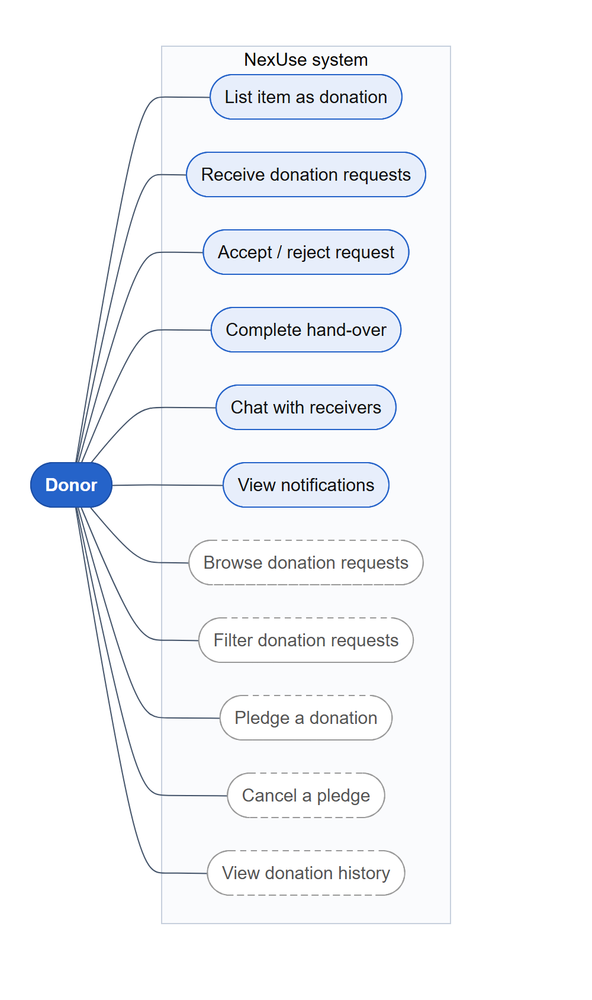 NexUse system
List item as donation
Receive donation requests
Accept / reject request
Complete hand-over
Chat with receivers
Donor
View notifications
Browse donation requests
Filter donation requests
Pledge a donation
Cancel a pledge
View donation history